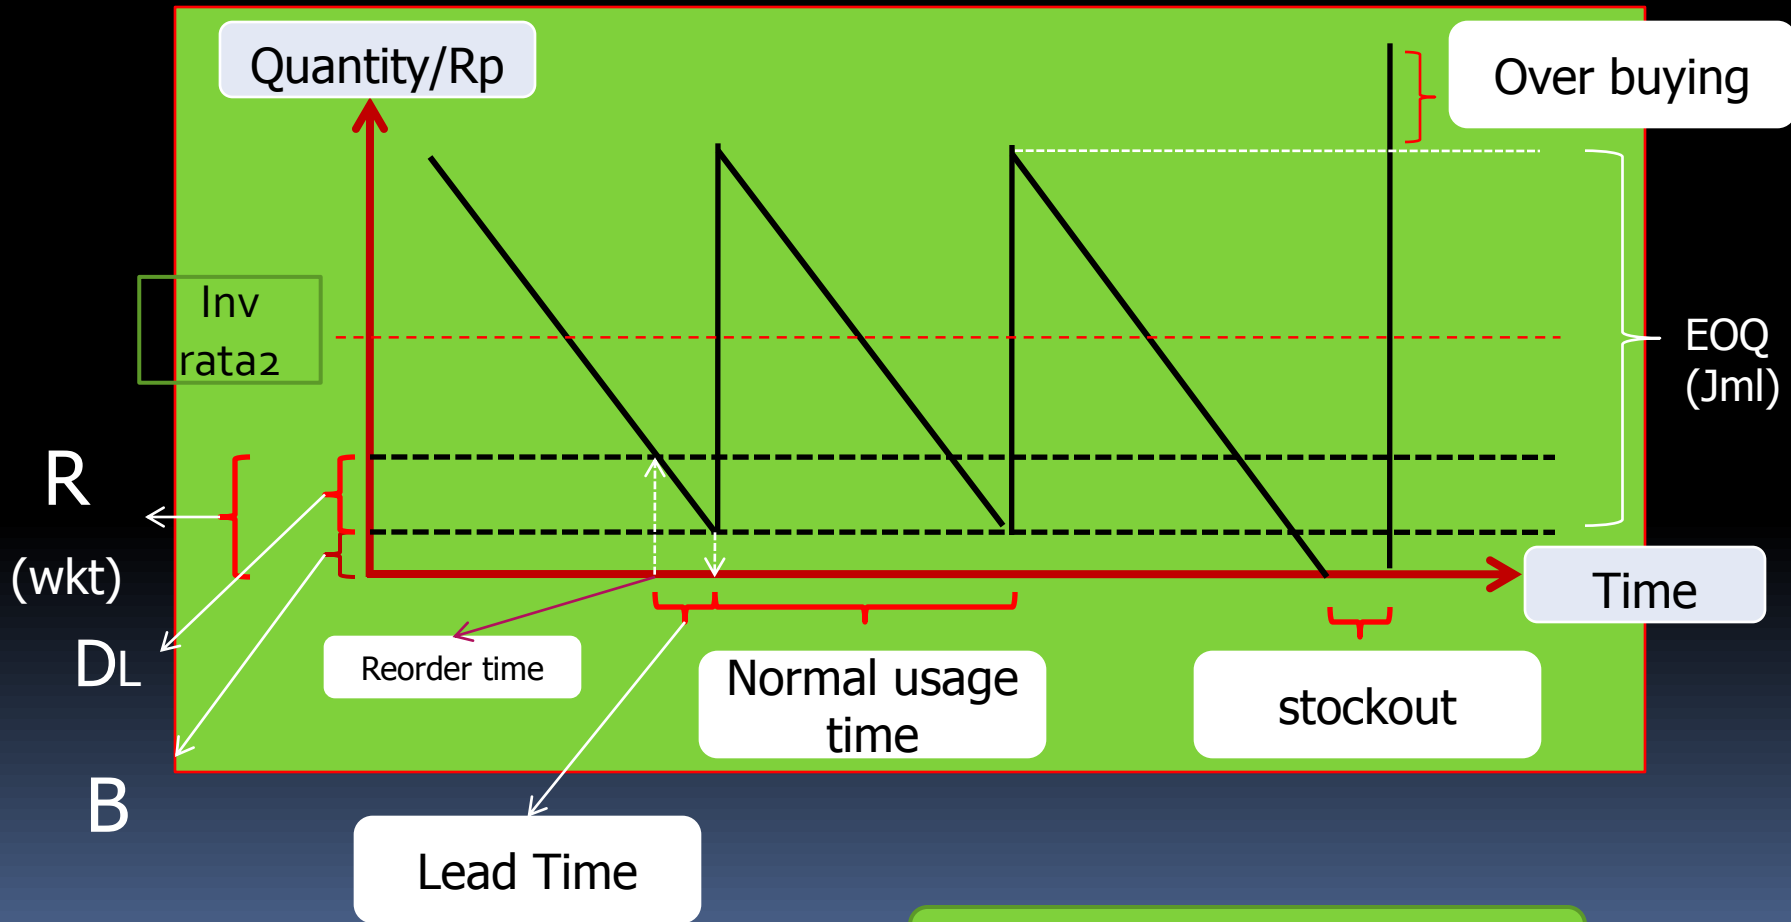 Quantity/Rp
Over buying
Inv
rata2
EOQ
(Jml)
R
(wkt)
Time
DL
Reorder time
Normal usage
time
stockout
B
Lead Time